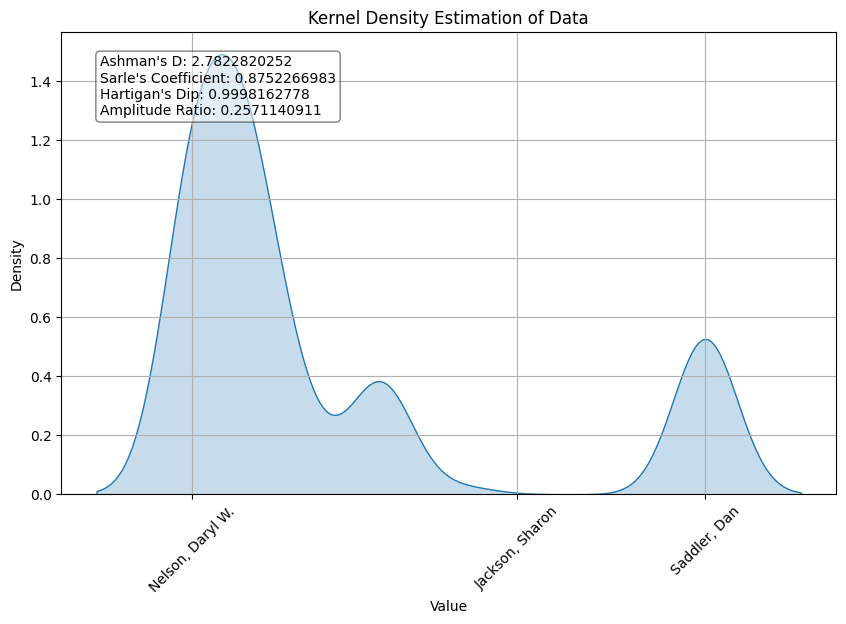 Kernel Density Estimation of Data
Ashman's D: 2.7822820252
Sarle's Coefficient: 0.8752266983
Hartigan's Dip: 0.9998162778
Amplitude Ratio: 0.2571140911
1.4
1.2
1.0
0.8
0.6
0.4
0.2
0.0
Density
Nelson, Daryl W.
Jackson, Sharon
Saddler, Dan
Value